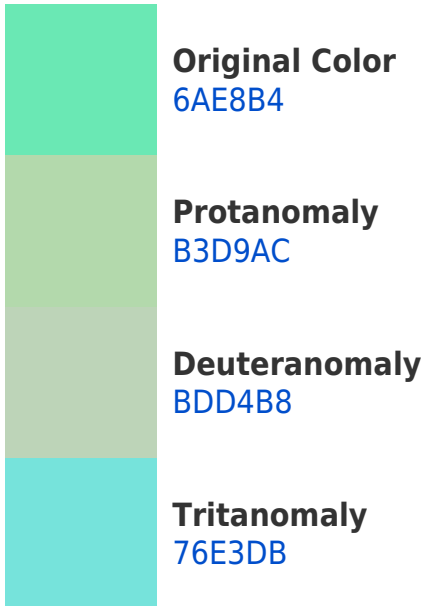 Original Color
6AE8B4
Protanomaly
B3D9AC
Deuteranomaly
BDD4B8
Tritanomaly
76E3DB